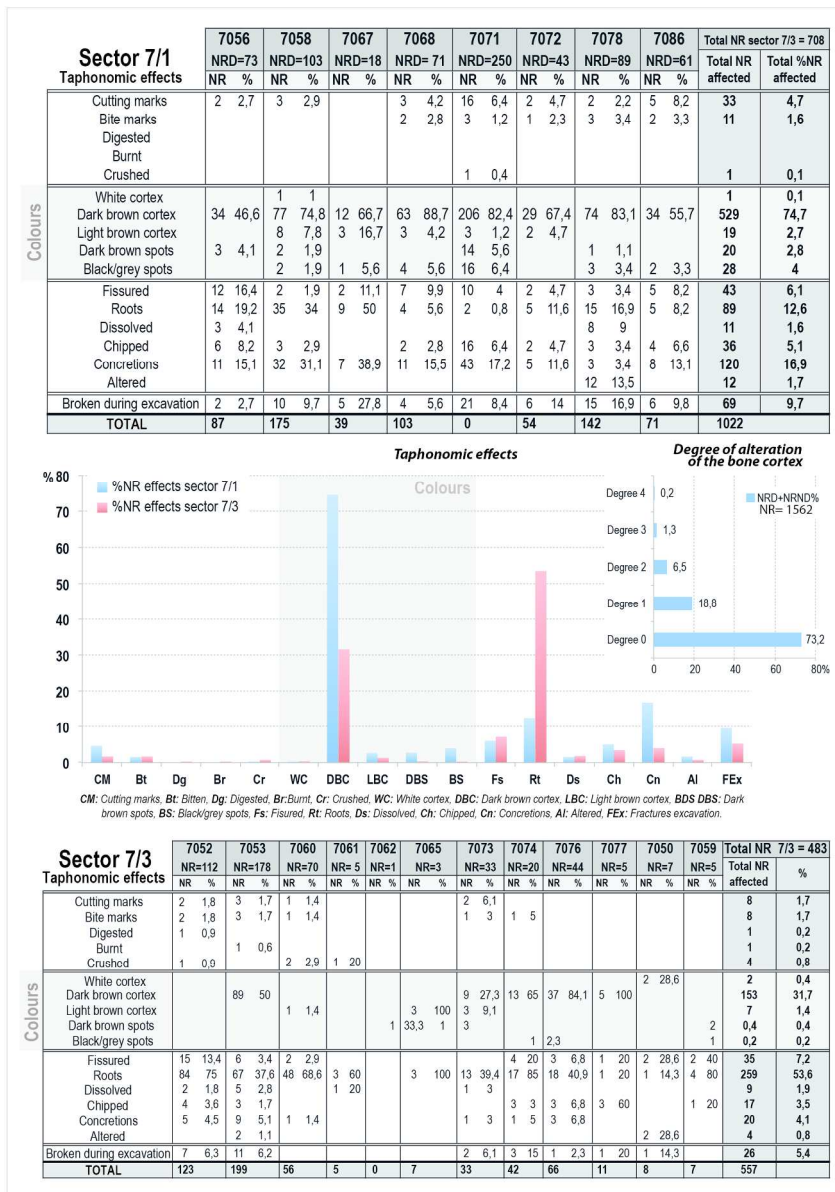 7056 7058 7067 7068 7071 7072 7078 7086 Total NR sector 7/3 = 708
Sector 7/1 NRD=73 NRD=103 NRD=18 NRD= 71 NRD=250 NRD=43 NRD=89 NRD=61 Total NR affected Total %NR affected
Taphonomic effects NR % NR % NR % NR % NR % NR % NR %
Cutting marks 2 2,7 3 2,9 3 4,2 16 6,4 2 4,7 2 2,2 5 8,2 33 4,7
Bite marks 2 2,8 3 1,2 1 2,3 3 3,4 2 3,3 11 1,6
Digested
Burnt
Crushed 1 0,4 1 0,1
Colours
White cortex 1 1 1 0,1
Dark brown cortex 34 46,6 77 74,8 12 66,7 63 88,7 206 82,4 29 67,4 74 83,1 34 55,7 529 74,7
Light brown cortex 8 7,8 3 16,7 3 4,2 3 1,2 2 4,7 19 2,7
Dark brown spots 3 4,1 2 1,9 14 5,6 1 1,1 20 2,8
Black/grey spots 2 1,9 1 5,6 4 5,6 16 6,4 3 3,4 2 3,3 28 4
Fissured 12 16,4 2 1,9 2 11,1 7 9,9 10 4 2 4,7 3 3,4 5 8,2 43 6,1
Roots 14 19,2 35 34 9 50 4 5,6 2 0,8 5 11,6 15 16,9 5 8,2 89 12,6
Dissolved 3 4,1 8 9 11 1,6
Chipped 6 8,2 3 2,9 2 2,8 16 6,4 2 4,7 3 3,4 4 6,6 36 5,1
Concretions 11 15,1 32 31,1 7 38,9 11 15,5 43 17,2 5 11,6 3 3,4 8 13,1 120 16,9
Altered 12 13,5 12 1,7
Broken during excavation 2 2,7 10 9,7 5 27,8 4 5,6 21 8,4 6 14 15 16,9 6 9,8 69 9,7
TOTAL 87 175 39 103 0 54 142 71 1022
Taphonomic effects
Degree of alteration
of the bone cortex
% 80
70
60
50
40
30
20
10
0
%NR effects sector 7/1
%NR effects sector 7/3
Colours
Degree 4 0,2
Degree 3 1,3
Degree 2 6,5
Degree 1 18,8
Degree 0 73,2
NRD+NRND%
NR= 1562
0 20 40 60 80%
CM Bt Dg Br Cr WC DBC LBC DBS BS Fs Rt Ds Ch Cn Al FEx
CM: Cutting marks, Bt: Bitten, Dg: Digested, Br:Burnt, Cr: Crushed, WC: White cortex, DBC: Dark brown cortex, LBC: Light brown cortex, BDS DBS: Dark
brown spots, BS: Black/grey spots, Fs: Fisured, Rt: Roots, Ds: Dissolved, Ch: Chipped, Cn: Concretions, Al: Altered, FEx: Fractures excavation.
7052 7053 7060 7061 7062 7065 7073 7074 7076 7077 7050 7059 Total NR 7/3 = 483
Sector 7/3 NR=112 NR=178 NR=70 NR= 5 NR=1 NR=3 NR=33 NR=20 NR=44 NR=5 NR=7 NR=5 Total NR affected %
Taphonomic effects NR % NR % NR % NR % NR % NR % NR % NR % NR % NR % NR % NR %
Cutting marks 2 1,8 3 1,7 1 1,4 2 6,1 8 1,7
Bite marks 2 1,8 3 1,7 1 1,4 1 3 1 5 8 1,7
Digested 1 0,9 1 0,2
Burnt 1 0,6 1 0,2
Crushed 1 0,9 2 2,9 1 20 4 0,8
Colours
White cortex 2 28,6 2 0,4
Dark brown cortex 89 50 9 27,3 13 65 37 84,1 5 100 153 31,7
Light brown cortex 1 1,4 3 100 3 9,1 7 1,4
Dark brown spots 1 33,3 1 3 2 0,4 0,4
Black/grey spots 1 2,3 1 0,2 0,2
Fissured 15 13,4 6 3,4 2 2,9 4 20 3 6,8 1 20 2 28,6 2 40 35 7,2
Roots 84 75 67 37,6 48 68,6 3 60 3 100 13 39,4 17 85 18 40,9 1 20 1 14,3 4 80 259 53,6
Dissolved 2 1,8 5 2,8 1 20 1 3 9 1,9
Chipped 4 3,6 3 1,7 3 3 3 6,8 3 60 1 20 17 3,5
Concretions 5 4,5 9 5,1 1 1,4 1 3 1 5 3 6,8 20 4,1
Altered 2 1,1 2 28,6 4 0,8
Broken during excavation 7 6,3 11 6,2 2 6,1 3 15 1 2,3 1 20 1 14,3 26 5,4
TOTAL 123 199 56 5 0 7 33 42 66 11 8 7 557